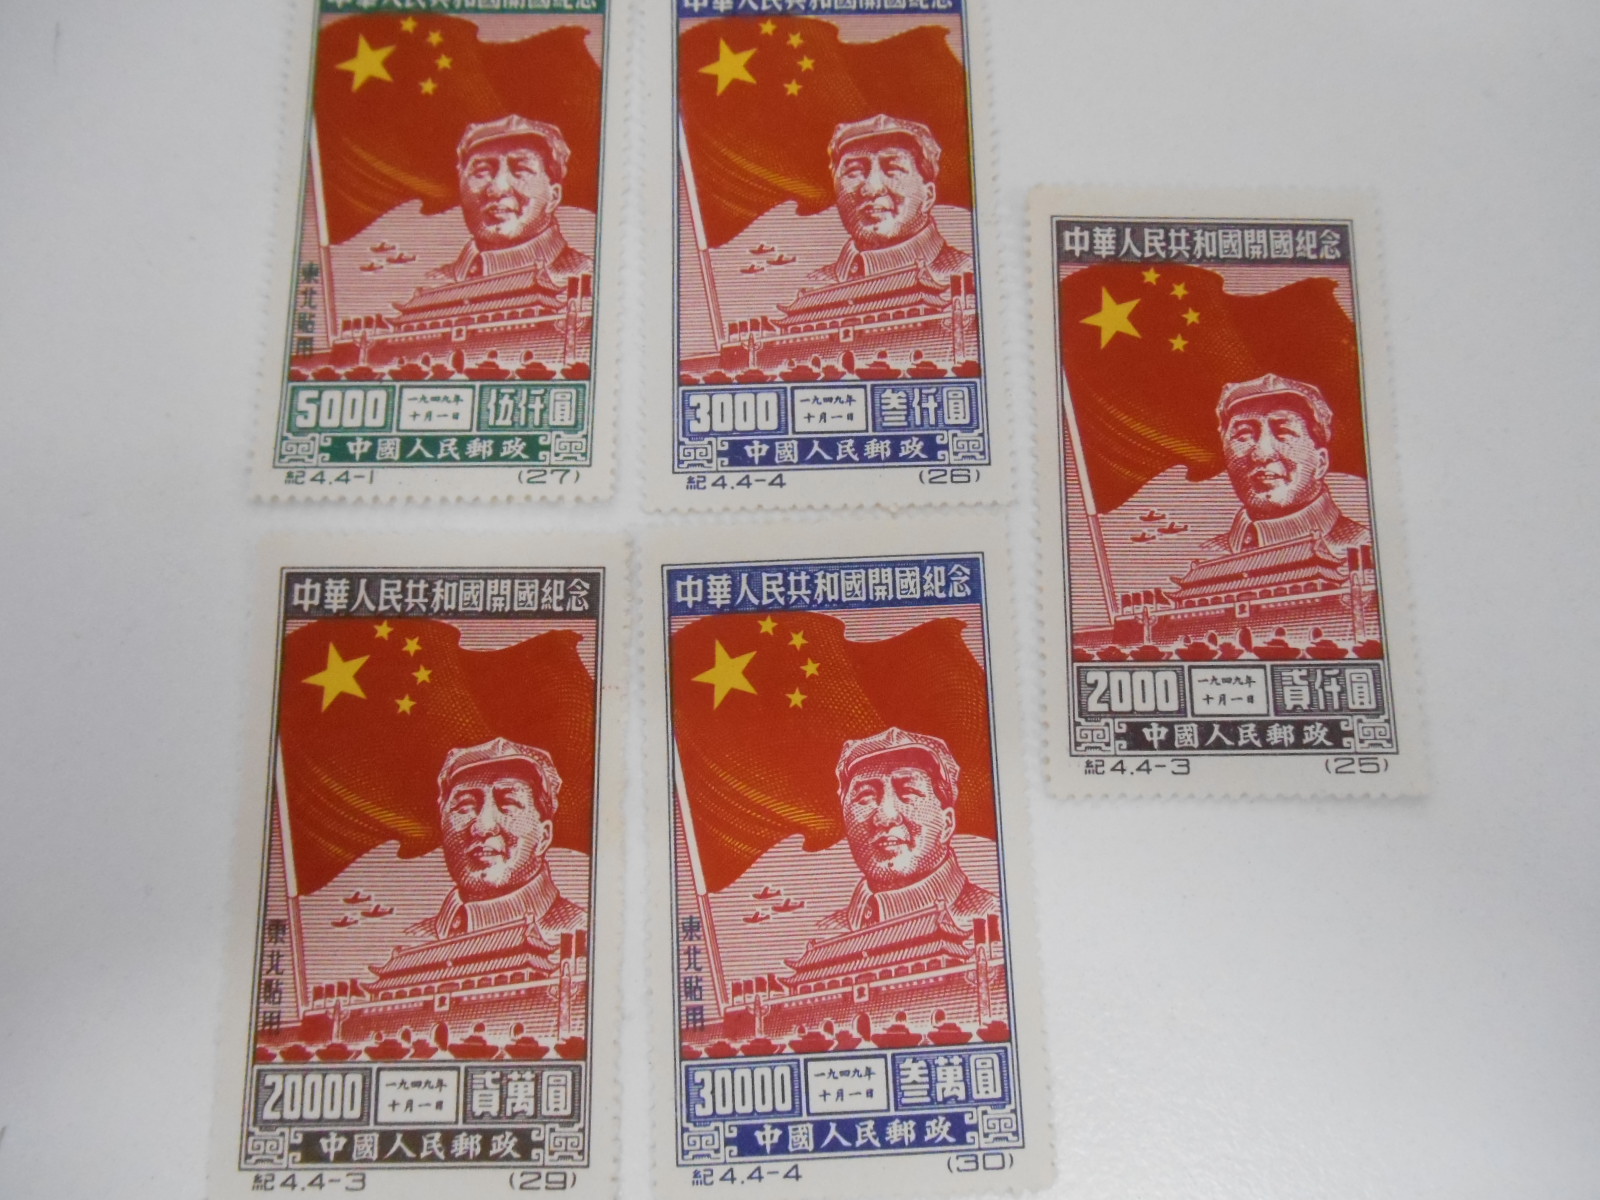 中華人民共和國開國紀念
東北貼用
5000 一九四九年 伍仟圓
十月一日
中國人民郵政
紀4.4-1 (27)
中華人民共和國開國紀念
3000 一九四九年 叁仟圓
十月一日
中國人民郵政
紀4.4-4 (26)
中華人民共和國開國紀念
2000 一九四九年 貳仟圓
十月一日
中國人民郵政
紀4.4-3 (25)
中華人民共和國開國紀念
東北貼用
20000 一九四九年 貳萬圓
十月一日
中國人民郵政
紀4.4-3 (29)
中華人民共和國開國紀念
東北貼用
30000 一九四九年 叁萬圓
十月一日
中國人民郵政
紀4.4-4 (30)